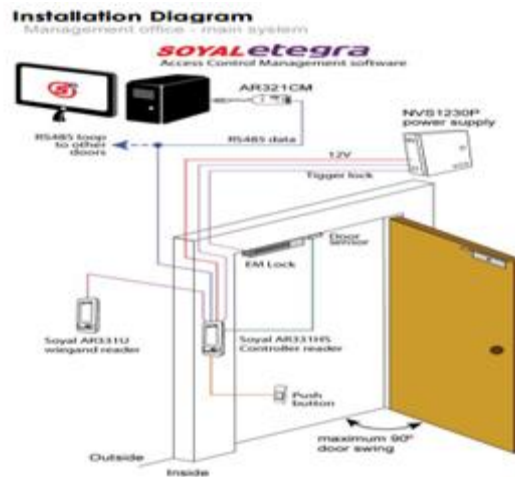 Installation Diagram
Management office - main system
SOYAL etegra
Access Control Management software
AR321CM
NVS1230P
power supply
RS485 loop
to other
doors
RS485 data
12V
Tigger lock
Door
sensor
EM Lock
Soyal AR331U
wiegand reader
Soyal AR331HS
Controller reader
Push
button
maximum 90°
door swing
Outside
Inside